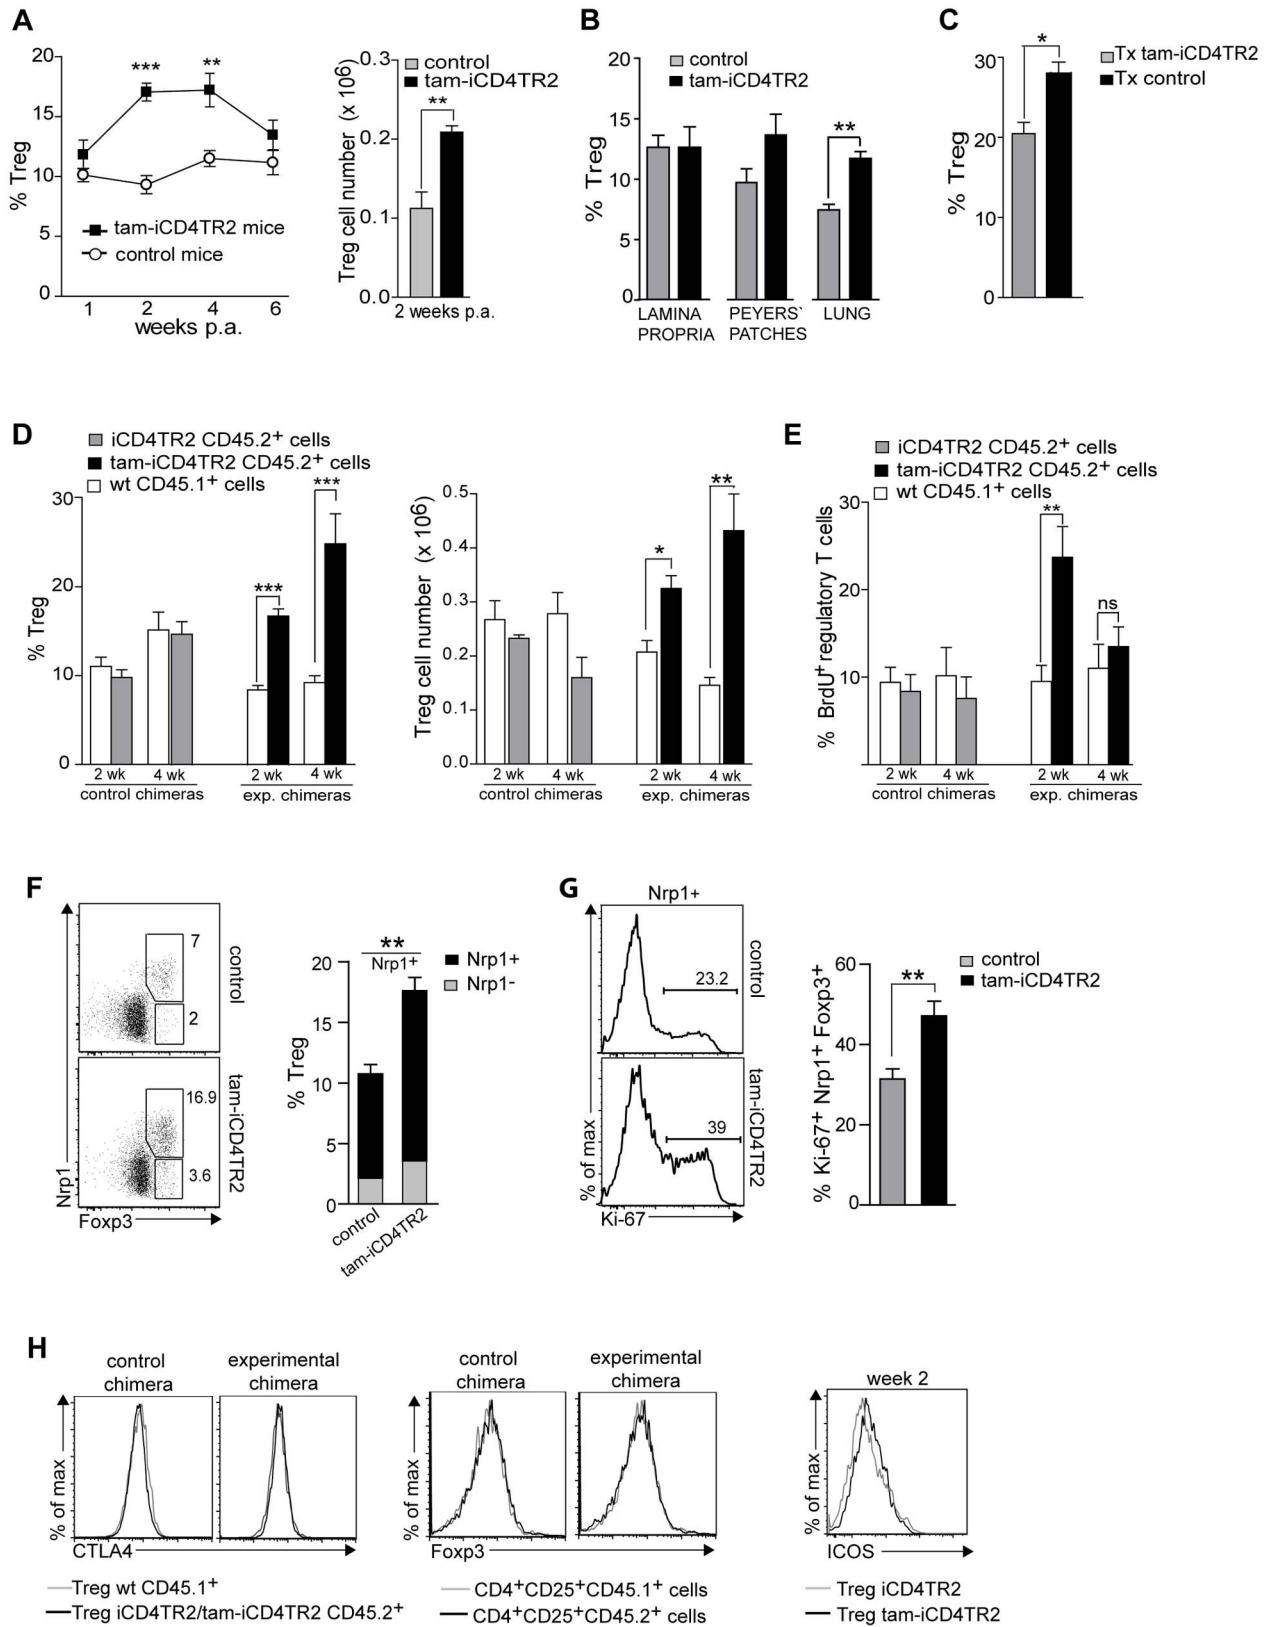 A
20
15
10
5
0
% Treg
***
**
tam-iCD4TR2 mice
control mice
1 2 4 6
weeks p.a.
0.3
0.2
0.1
0.0
Treg cell number (x 10⁶)
control
tam-iCD4TR2
**
2 weeks p.a.
B
20
15
10
5
0
% Treg
control
tam-iCD4TR2
**
LAMINA PROPRIA
PEYERS` PATCHES
LUNG
C
30
20
10
0
% Treg
*
Tx tam-iCD4TR2
Tx control
D
iCD4TR2 CD45.2⁺ cells
tam-iCD4TR2 CD45.2⁺ cells
wt CD45.1⁺ cells
30
20
10
0
% Treg
***
***
2 wk 4 wk 2 wk 4 wk
control chimeras exp. chimeras
0.5
0.4
0.3
0.2
0.1
0.0
Treg cell number (x 10⁶)
*
**
2 wk 4 wk 2 wk 4 wk
control chimeras exp. chimeras
E
iCD4TR2 CD45.2⁺ cells
tam-iCD4TR2 CD45.2⁺ cells
wt CD45.1⁺ cells
30
20
10
% BrdU⁺ regulatory T cells
**
ns
2 wk 4 wk 2 wk 4 wk
control chimeras exp. chimeras
F
7
2
control
16.9
3.6
tam-iCD4TR2
Nrp1
Foxp3
20
15
10
5
0
% Treg
**
Nrp1⁺
Nrp1+
Nrp1-
control
tam-iCD4TR2
G
Nrp1+
23.2
control
39
tam-iCD4TR2
% of max
Ki-67
60
40
20
0
% Ki-67⁺ Nrp1⁺ Foxp3⁺
**
control
tam-iCD4TR2
H
control chimera
experimental chimera
% of max
CTLA4
Treg wt CD45.1⁺
Treg iCD4TR2/tam-iCD4TR2 CD45.2⁺
control chimera
experimental chimera
% of max
Foxp3
CD4⁺CD25⁺CD45.1⁺ cells
CD4⁺CD25⁺CD45.2⁺ cells
week 2
% of max
ICOS
Treg iCD4TR2
Treg tam-iCD4TR2